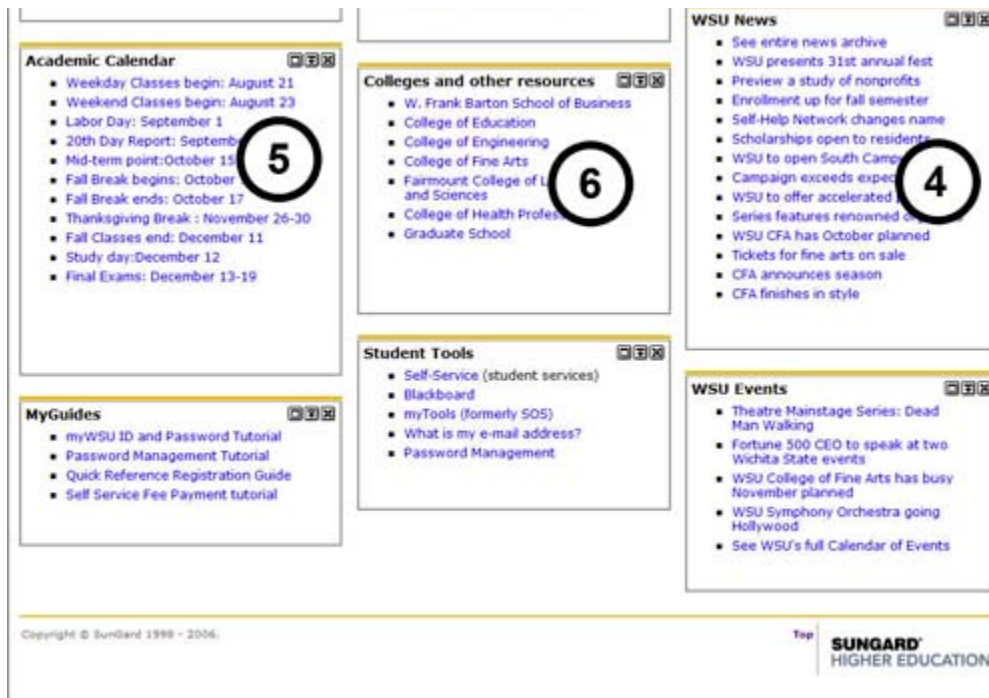 Academic Calendar
Weekday Classes begin: August 21
Weekend Classes begin: August 23
Labor Day: September 1
20th Day Report:
Mid-term point:October 15
Fall Break begins: October
Fall Break ends: October 17
Thanksgiving Break : November 26-30
Fall Classes end: December 11
Study day:December 12
Final Exams: December 13-19
5
MyGuides
myWSU ID and Password Tutorial
Password Management Tutorial
Quick Reference Registration Guide
Self Service Fee Payment tutorial
Colleges and other resources
W. Frank Barton School of Business
College of Education
College of Engineering
College of Fine Arts
Fairmount College of
and Sciences
College of Health
Graduate School
6
Student Tools
Self-Service (student services)
Blackboard
myTools (formerly SOS)
What is my e-mail address?
Password Management
WSU News
See entire news archive
WSU presents 31st annual fest
Preview a study of nonprofits
Enrollment up for fall semester
Self-Help Network changes name
Scholarships open to residents
WSU to open South
Campaign exceeds
WSU to offer accelerated
Series features renowned
WSU CFA has October planned
Tickets for fine arts on sale
CFA announces season
CFA finishes in style
4
WSU Events
Theatre Mainstage Series: Dead
Man Walking
Fortune 500 CEO to speak at two
Wichita State events
WSU College of Fine Arts has busy
November planned
WSU Symphony Orchestra going
Hollywood
See WSU's full Calendar of Events
Copyright © SunGard 1998 - 2006.
Top
SUNGARD'
HIGHER EDUCATION